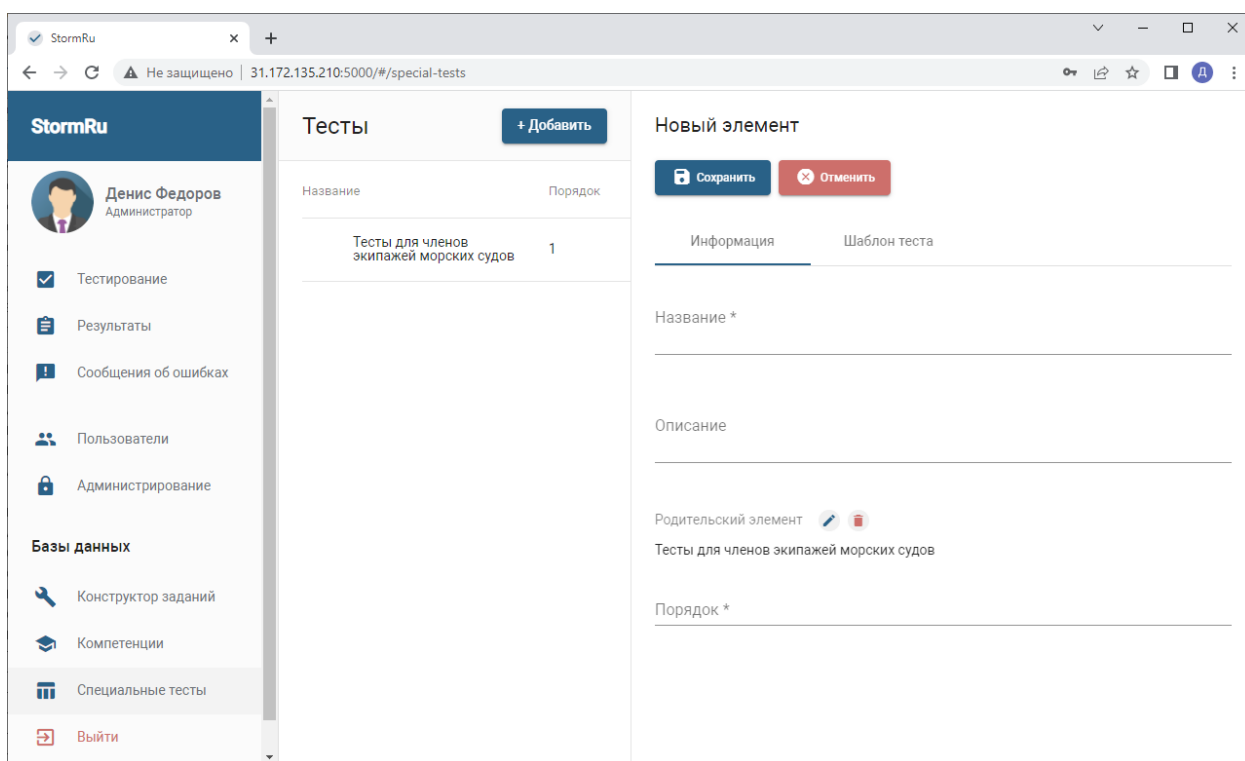 StormRu
Не защищено 31.172.135.210:5000/#/special-tests
Д
StormRu
Денис Федоров
Администратор
Тестирование
Результаты
Сообщения об ошибках
Пользователи
Администрирование
Базы данных
Конструктор заданий
Компетенции
Специальные тесты
Выйти
Тесты
+ Добавить
Название Порядок
Тесты для членов
экипажей морских судов
1
Новый элемент
Сохранить Отменить
Информация Шаблон теста
Название *
Описание
Родительский элемент
Тесты для членов экипажей морских судов
Порядок *